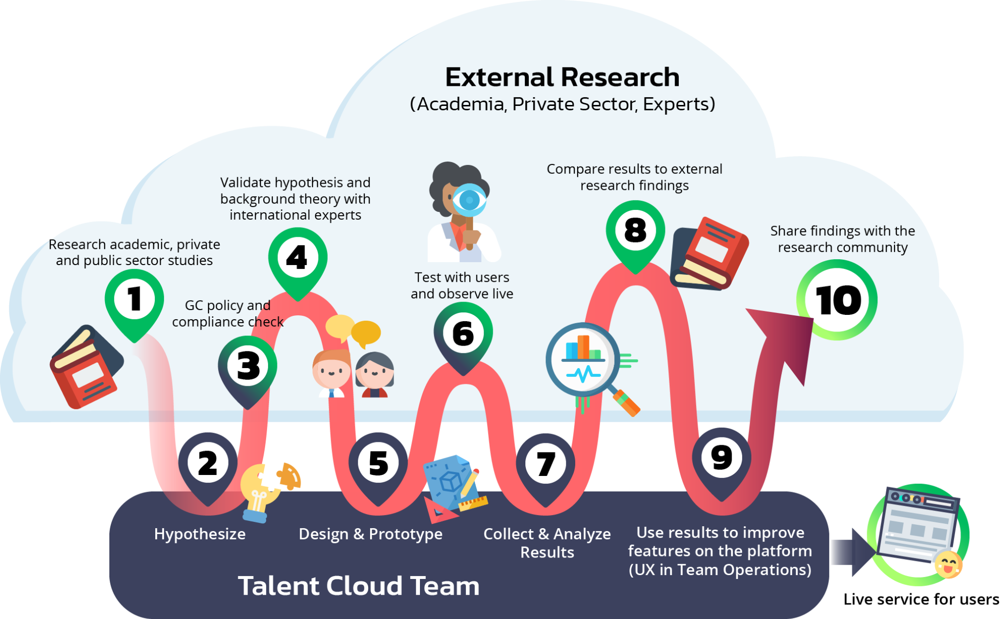 External Research
(Academia, Private Sector, Experts)
Research academic, private
and public sector studies
1
Hypothesize
2
GC policy and
compliance check
3
Validate hypothesis and
background theory with
international experts
4
Design & Prototype
5
Test with users
and observe live
6
Collect & Analyze
Results
7
Compare results to external
research findings
8
Use results to improve
features on the platform
(UX in Team Operations)
9
Share findings with the
research community
10
Talent Cloud Team
Live service for users